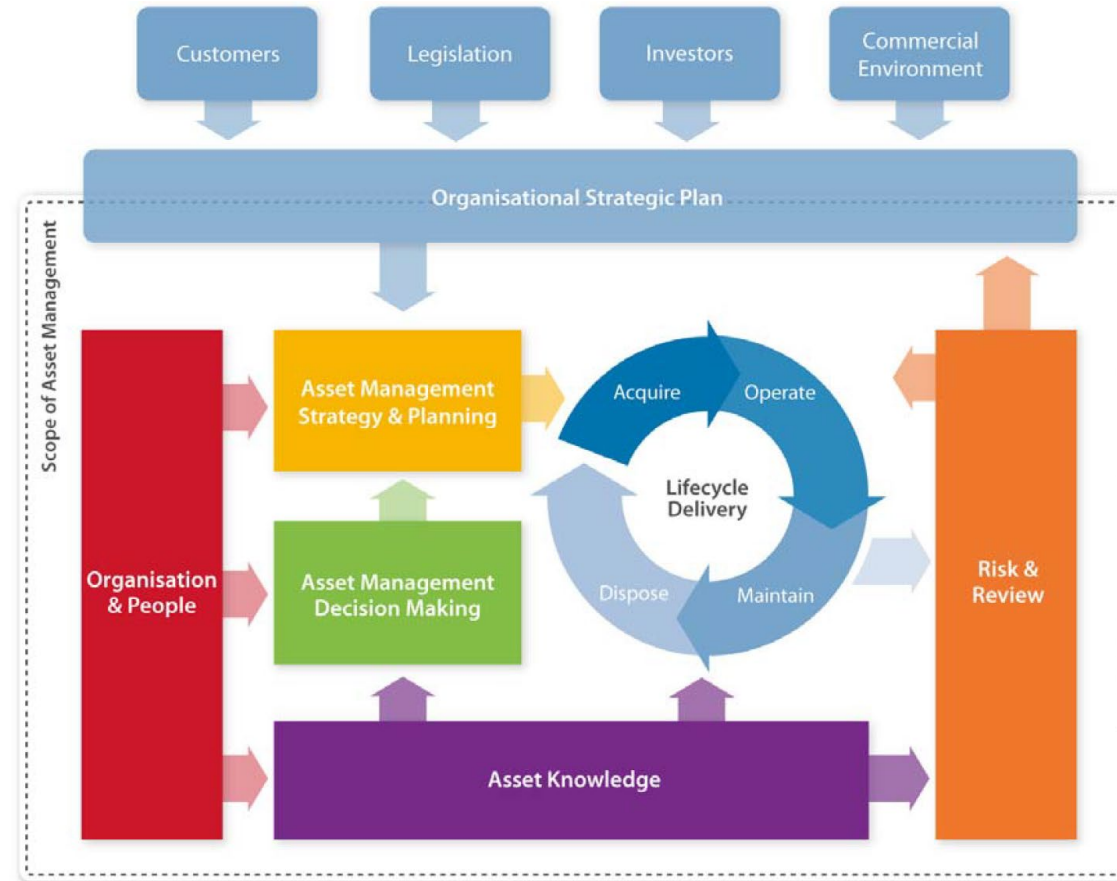 Customers
Legislation
Investors
Commercial
Environment
Organisational Strategic Plan
Scope of Asset Management
Asset Management
Strategy & Planning
Acquire
Operate
Lifecycle
Delivery
Organisation
& People
Asset Management
Decision Making
Dispose
Maintain
Risk &
Review
Asset Knowledge